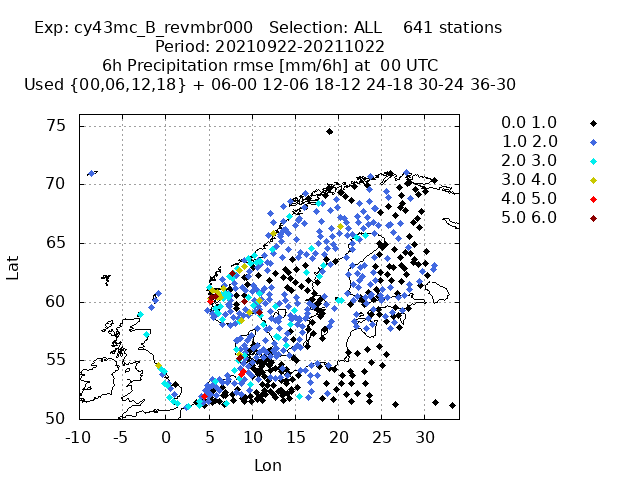 Exp: cy43mc_B_revmbr000   Selection: ALL    641 stations
Period: 20210922-20211022
6h Precipitation rmse [mm/6h] at  00 UTC
Used {00,06,12,18} + 06-00 12-06 18-12 24-18 30-24 36-30
0.0 1.0
1.0 2.0
2.0 3.0
3.0 4.0
4.0 5.0
5.0 6.0
75
70
65
60
55
50
Lat
-10 -5 0 5 10 15 20 25 30
Lon